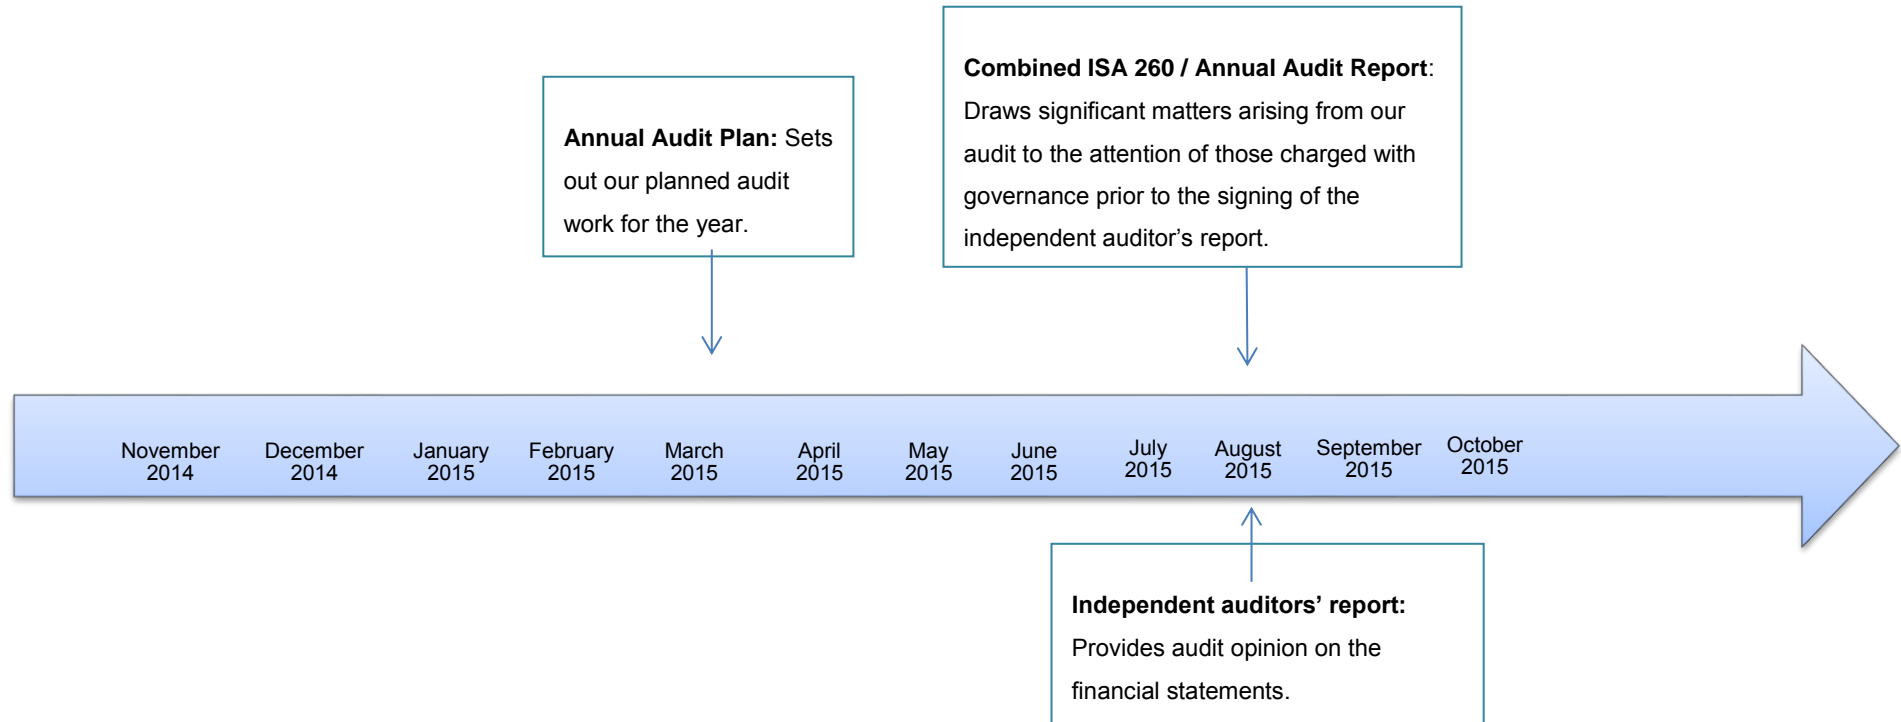 Combined ISA 260 / Annual Audit Report:
Draws significant matters arising from our
audit to the attention of those charged with
governance prior to the signing of the
independent auditor’s report.
Annual Audit Plan: Sets
out our planned audit
work for the year.
November
2014
December
2014
January
2015
February
2015
March
2015
April
2015
May
2015
June
2015
July
2015
August
2015
September
2015
October
2015
Independent auditors’ report:
Provides audit opinion on the
financial statements.